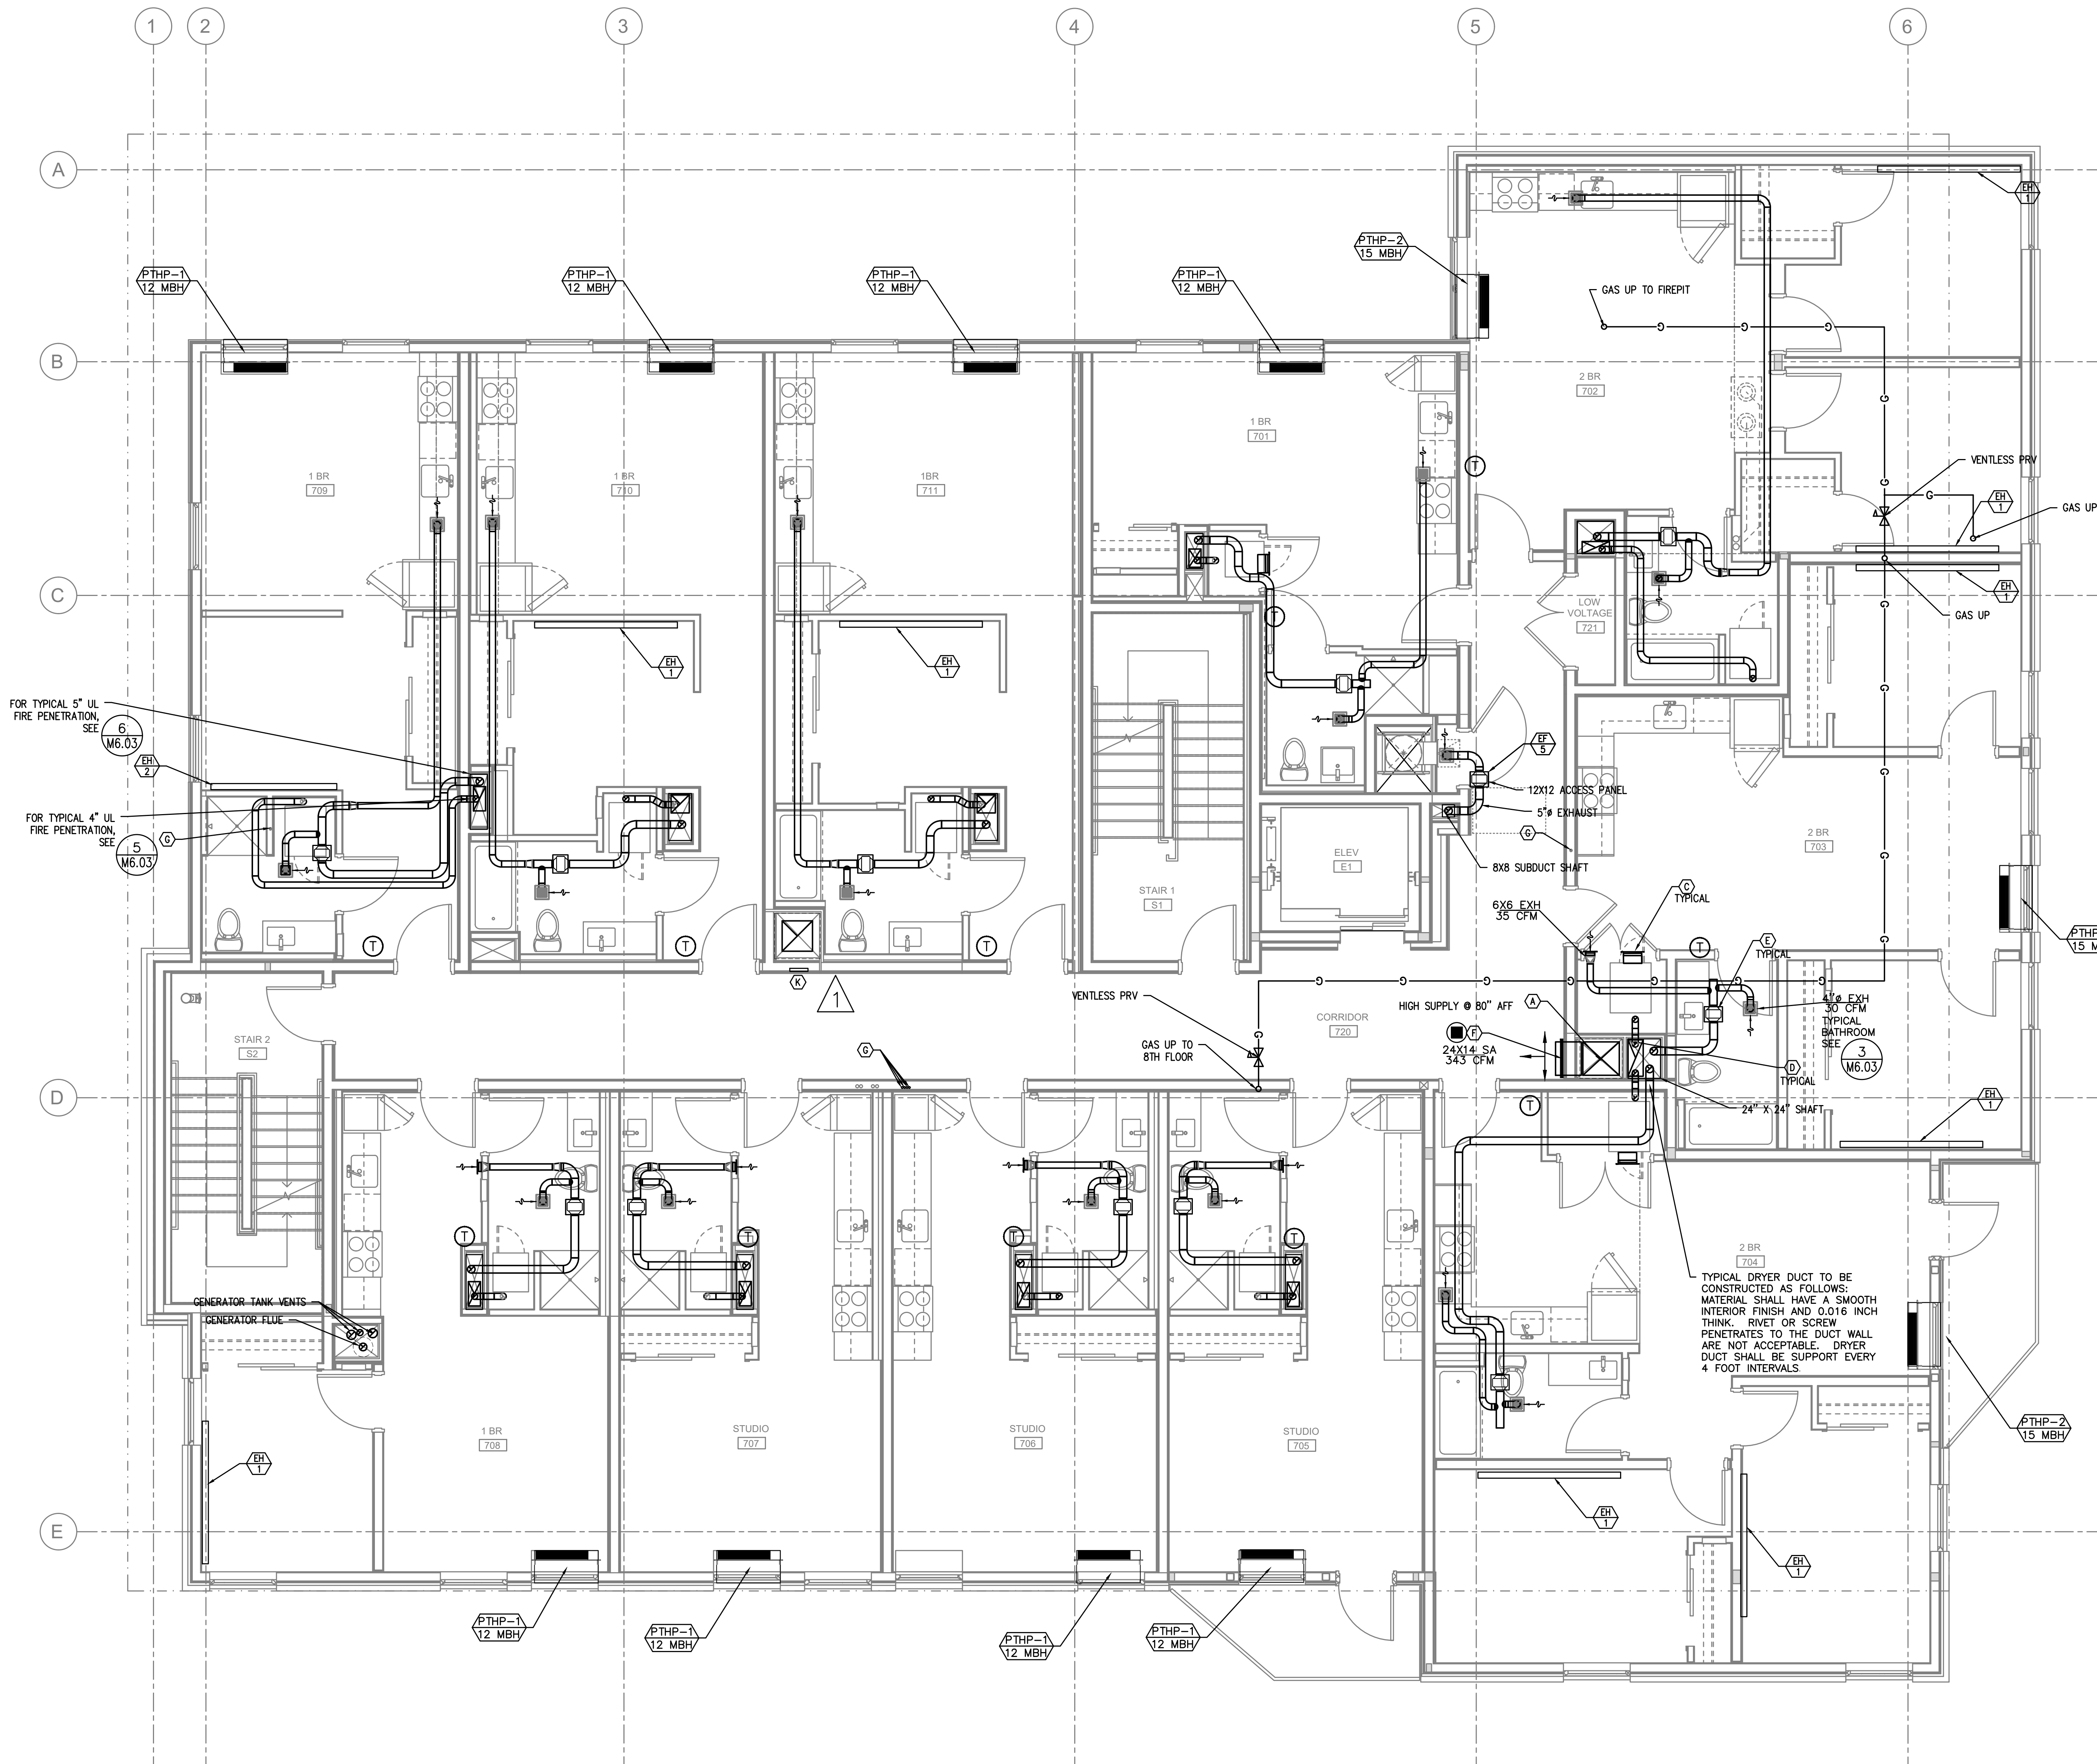 1
2
3
4
5
6
A
B
C
D
E
EH
1
PTHP-2
15 MBH
PTHP-1
12 MBH
PTHP-1
12 MBH
PTHP-1
12 MBH
PTHP-1
12 MBH
GAS UP TO FIREPIT
G
G
G
G
2 BR
702
1 BR
701
T
G
VENTLESS PRV
G
EH
1
GAS UP
1 BR
709
1 BR
710
1BR
711
EH
1
GAS UP
LOW
VOLTAGE
721
T
G
EH
1
EH
1
G
FOR TYPICAL 5" UL
FIRE PENETRATION,
SEE
6
M6.03
EH
2
EF
5
12X12 ACCESS PANEL
5"ø EXHAUST
G
8X8 SUBDUCT SHAFT
FOR TYPICAL 4" UL
FIRE PENETRATION,
SEE
G
5
M6.03
G
2 BR
703
ELEV
E1
STAIR 1
S1
G
C
TYPICAL
6X6 EXH
35 CFM
PTHP
15 M
T
T
T
T
E
TYPICAL
G
K
1
G
G
G
G
G
G
G
VENTLESS PRV
HIGH SUPPLY @ 80" AFF
A
4"ø EXH
30 CFM
TYPICAL
BATHROOM
SEE
3
M6.03
CORRIDOR
720
G
F
24X14 SA
343 CFM
STAIR 2
S2
G
GAS UP TO
8TH FLOOR
D
TYPICAL
24" X 24" SHAFT
EH
1
T
T
T
T
T
2 BR
704
TYPICAL DRYER DUCT TO BE
CONSTRUCTED AS FOLLOWS:
MATERIAL SHALL HAVE A SMOOTH
INTERIOR FINISH AND 0.016 INCH
THINK. RIVET OR SCREW
PENETRATES TO THE DUCT WALL
ARE NOT ACCEPTABLE. DRYER
DUCT SHALL BE SUPPORT EVERY
4 FOOT INTERVALS.
GENERATOR TANK VENTS
GENERATOR FLUE
1 BR
708
STUDIO
707
STUDIO
706
STUDIO
705
PTHP-2
15 MBH
EH
1
EH
1
EH
1
PTHP-1
12 MBH
PTHP-1
12 MBH
PTHP-1
12 MBH
PTHP-1
12 MBH